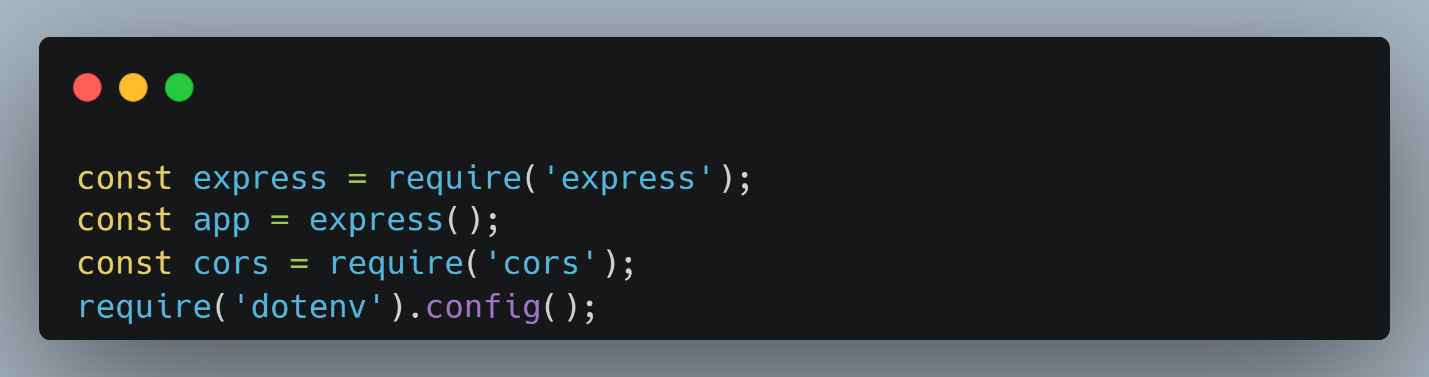 const express = require('express');
const app = express();
const cors = require('cors');
require('dotenv').config();